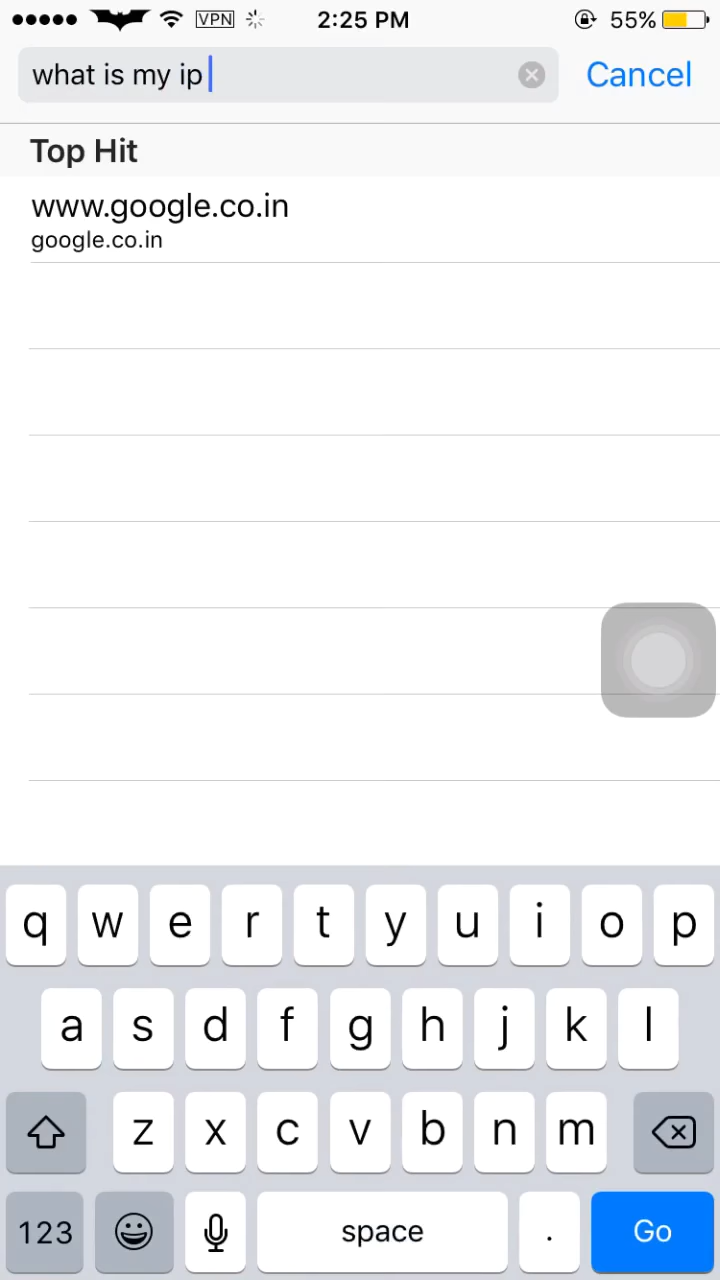 VPN 2:25 PM 55%
what is my ip Cancel
Top Hit
www.google.co.in
google.co.in
q w e r t y u i o p
a s d f g h j k l
z x c v b n m
123 space . Go